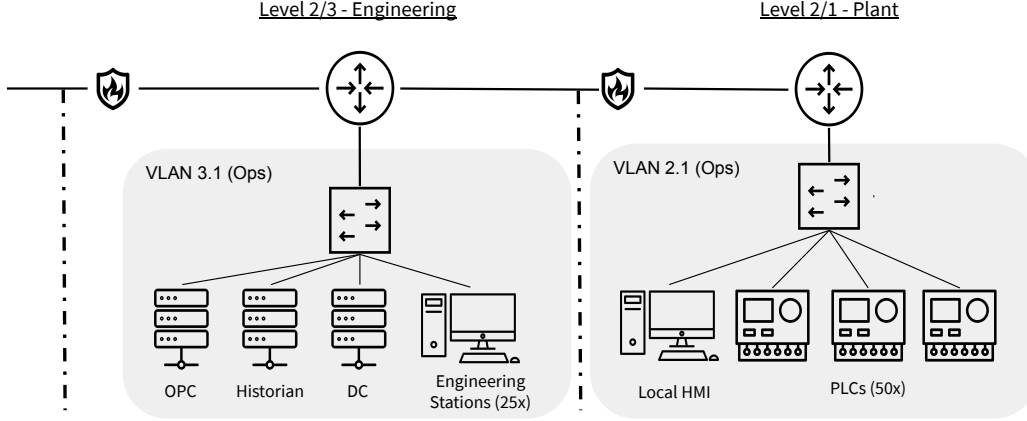 Level 2/3 - Engineering
Level 2/1 - Plant
VLAN 3.1 (Ops)
VLAN 2.1 (Ops)
OPC
Historian
DC
Engineering
Stations (25x)
Local HMI
PLCs (50x)